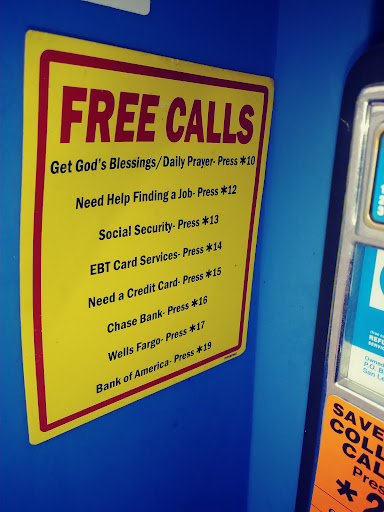 FREE CALLS
Get God's Blessings/Daily Prayer- Press *10
Need Help Finding a Job- Press *12
Social Security- Press *13
EBT Card Services- Press *14
Need a Credit Card- Press *15
Chase Bank- Press *16
Wells Fargo- Press *17
Bank of America- Press *19
SAVE
COLL
CAL
Pres
*2